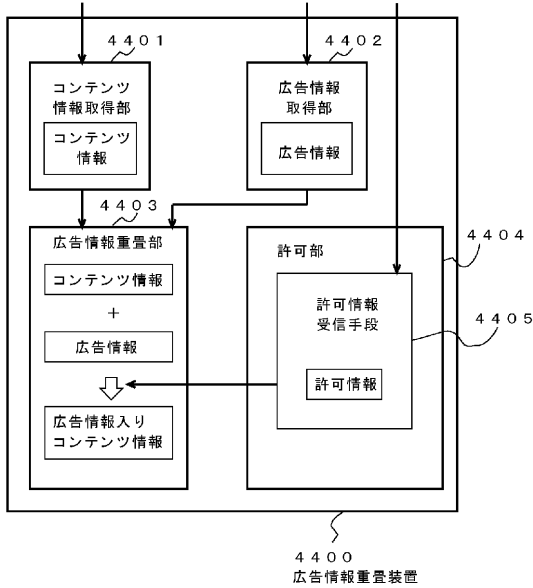 ４４０１
４４０２
コンテンツ
情報取得部
コンテンツ
情報
広告情報
取得部
広告情報
４４０３
広告情報重畳部
コンテンツ情報
＋
広告情報
広告情報入り
コンテンツ情報
４４０４
許可部
許可情報
受信手段
４４０５
許可情報
４４００
広告情報重畳装置